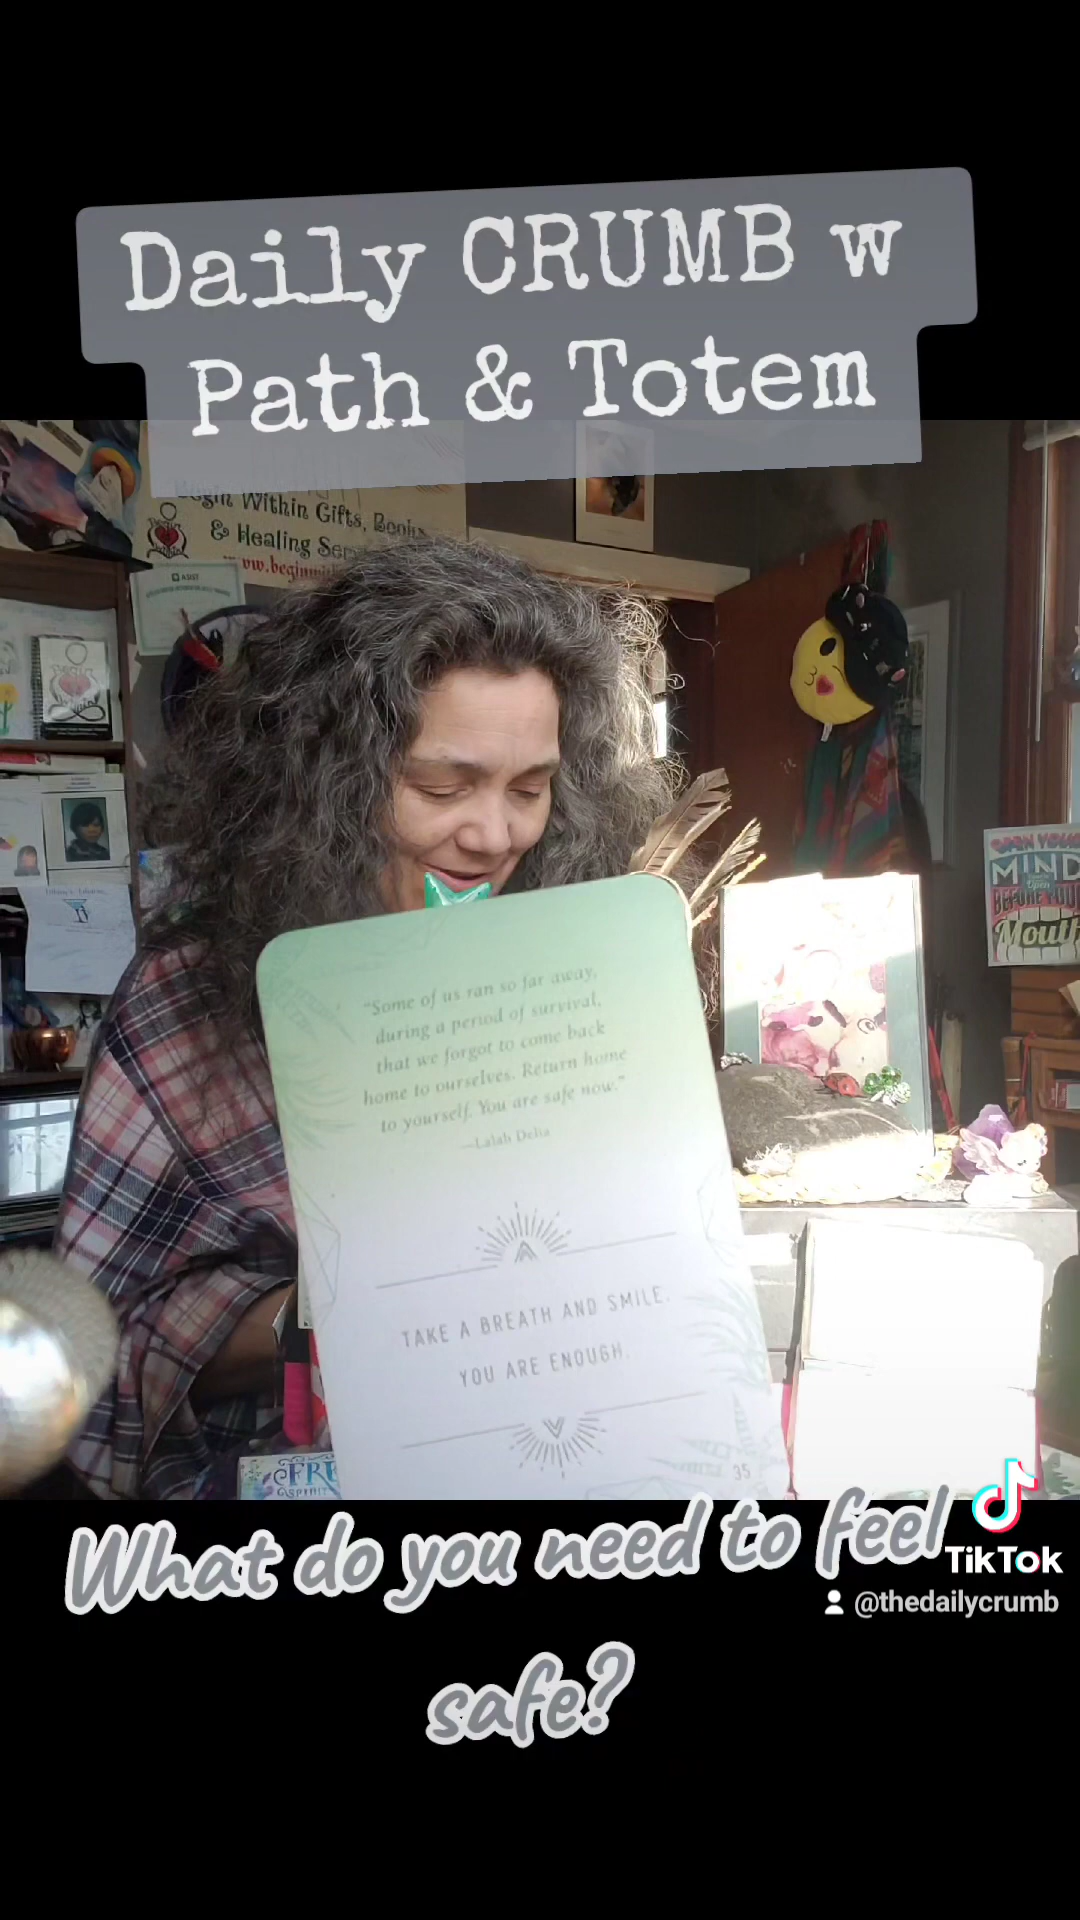 Daily CRUMB w
Path & Totem
Begin Within Gifts, Books
& Healing
OPEN YOUR
MIND
BEFORE YOUR
Mouth
"Some of us ran so far away,
during a period of survival,
that we forgot to come back
home to ourselves. Return home
to yourself. You are safe now."
—Lalah Delia
TAKE A BREATH AND SMILE.
YOU ARE ENOUGH.
35
What do you need to feel
safe?
TikTok
@thedailycrumb